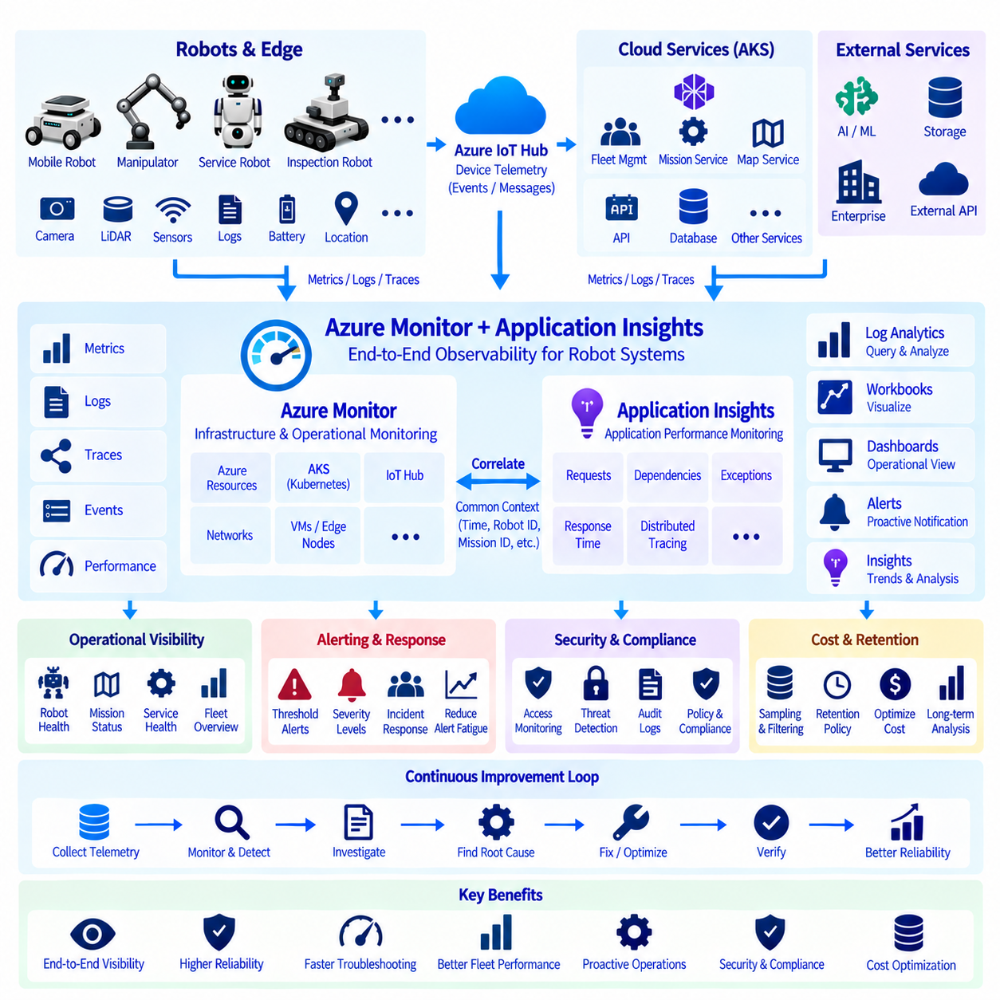 Robots & Edge
Mobile Robot
Manipulator
Service Robot
Inspection Robot
Camera
LiDAR
Sensors
Logs
Battery
Location
Azure IoT Hub
Device Telemetry
(Events / Messages)
Cloud Services (AKS)
Fleet Mgmt
Mission Service
Map Service
API
API
Database
Other Services
External Services
AI / ML
Storage
Enterprise
External API
Metrics / Logs / Traces
Metrics / Logs / Traces
Azure Monitor + Application Insights
End-to-End Observability for Robot Systems
Metrics
Logs
Traces
Events
Performance
Azure Monitor
Infrastructure & Operational Monitoring
Azure
Resources
AKS
(Kubernetes)
IoT Hub
Networks
VMs / Edge
Nodes
Correlate
Common Context
(Time, Robot ID,
Mission ID, etc.)
Application Insights
Application Performance Monitoring
Requests
Dependencies
Exceptions
Response
Time
Distributed
Tracing
Log Analytics
Query & Analyze
Workbooks
Visualize
Dashboards
Operational View
Alerts
Proactive Notification
Insights
Trends & Analysis
Operational Visibility
Robot
Health
Mission
Status
Service
Health
Fleet
Overview
Alerting & Response
Threshold
Alerts
Severity
Levels
Incident
Response
Reduce
Alert Fatigue
Security & Compliance
Access
Monitoring
Threat
Detection
Audit
Logs
Policy &
Compliance
Cost & Retention
Sampling
& Filtering
Retention
Policy
Optimize
Cost
Long-term
Analysis
Continuous Improvement Loop
Collect Telemetry
Monitor & Detect
Investigate
Find Root Cause
Fix / Optimize
Verify
Better Reliability
Key Benefits
End-to-End Visibility
Higher Reliability
Faster Troubleshooting
Better Fleet Performance
Proactive Operations
Security & Compliance
Cost Optimization